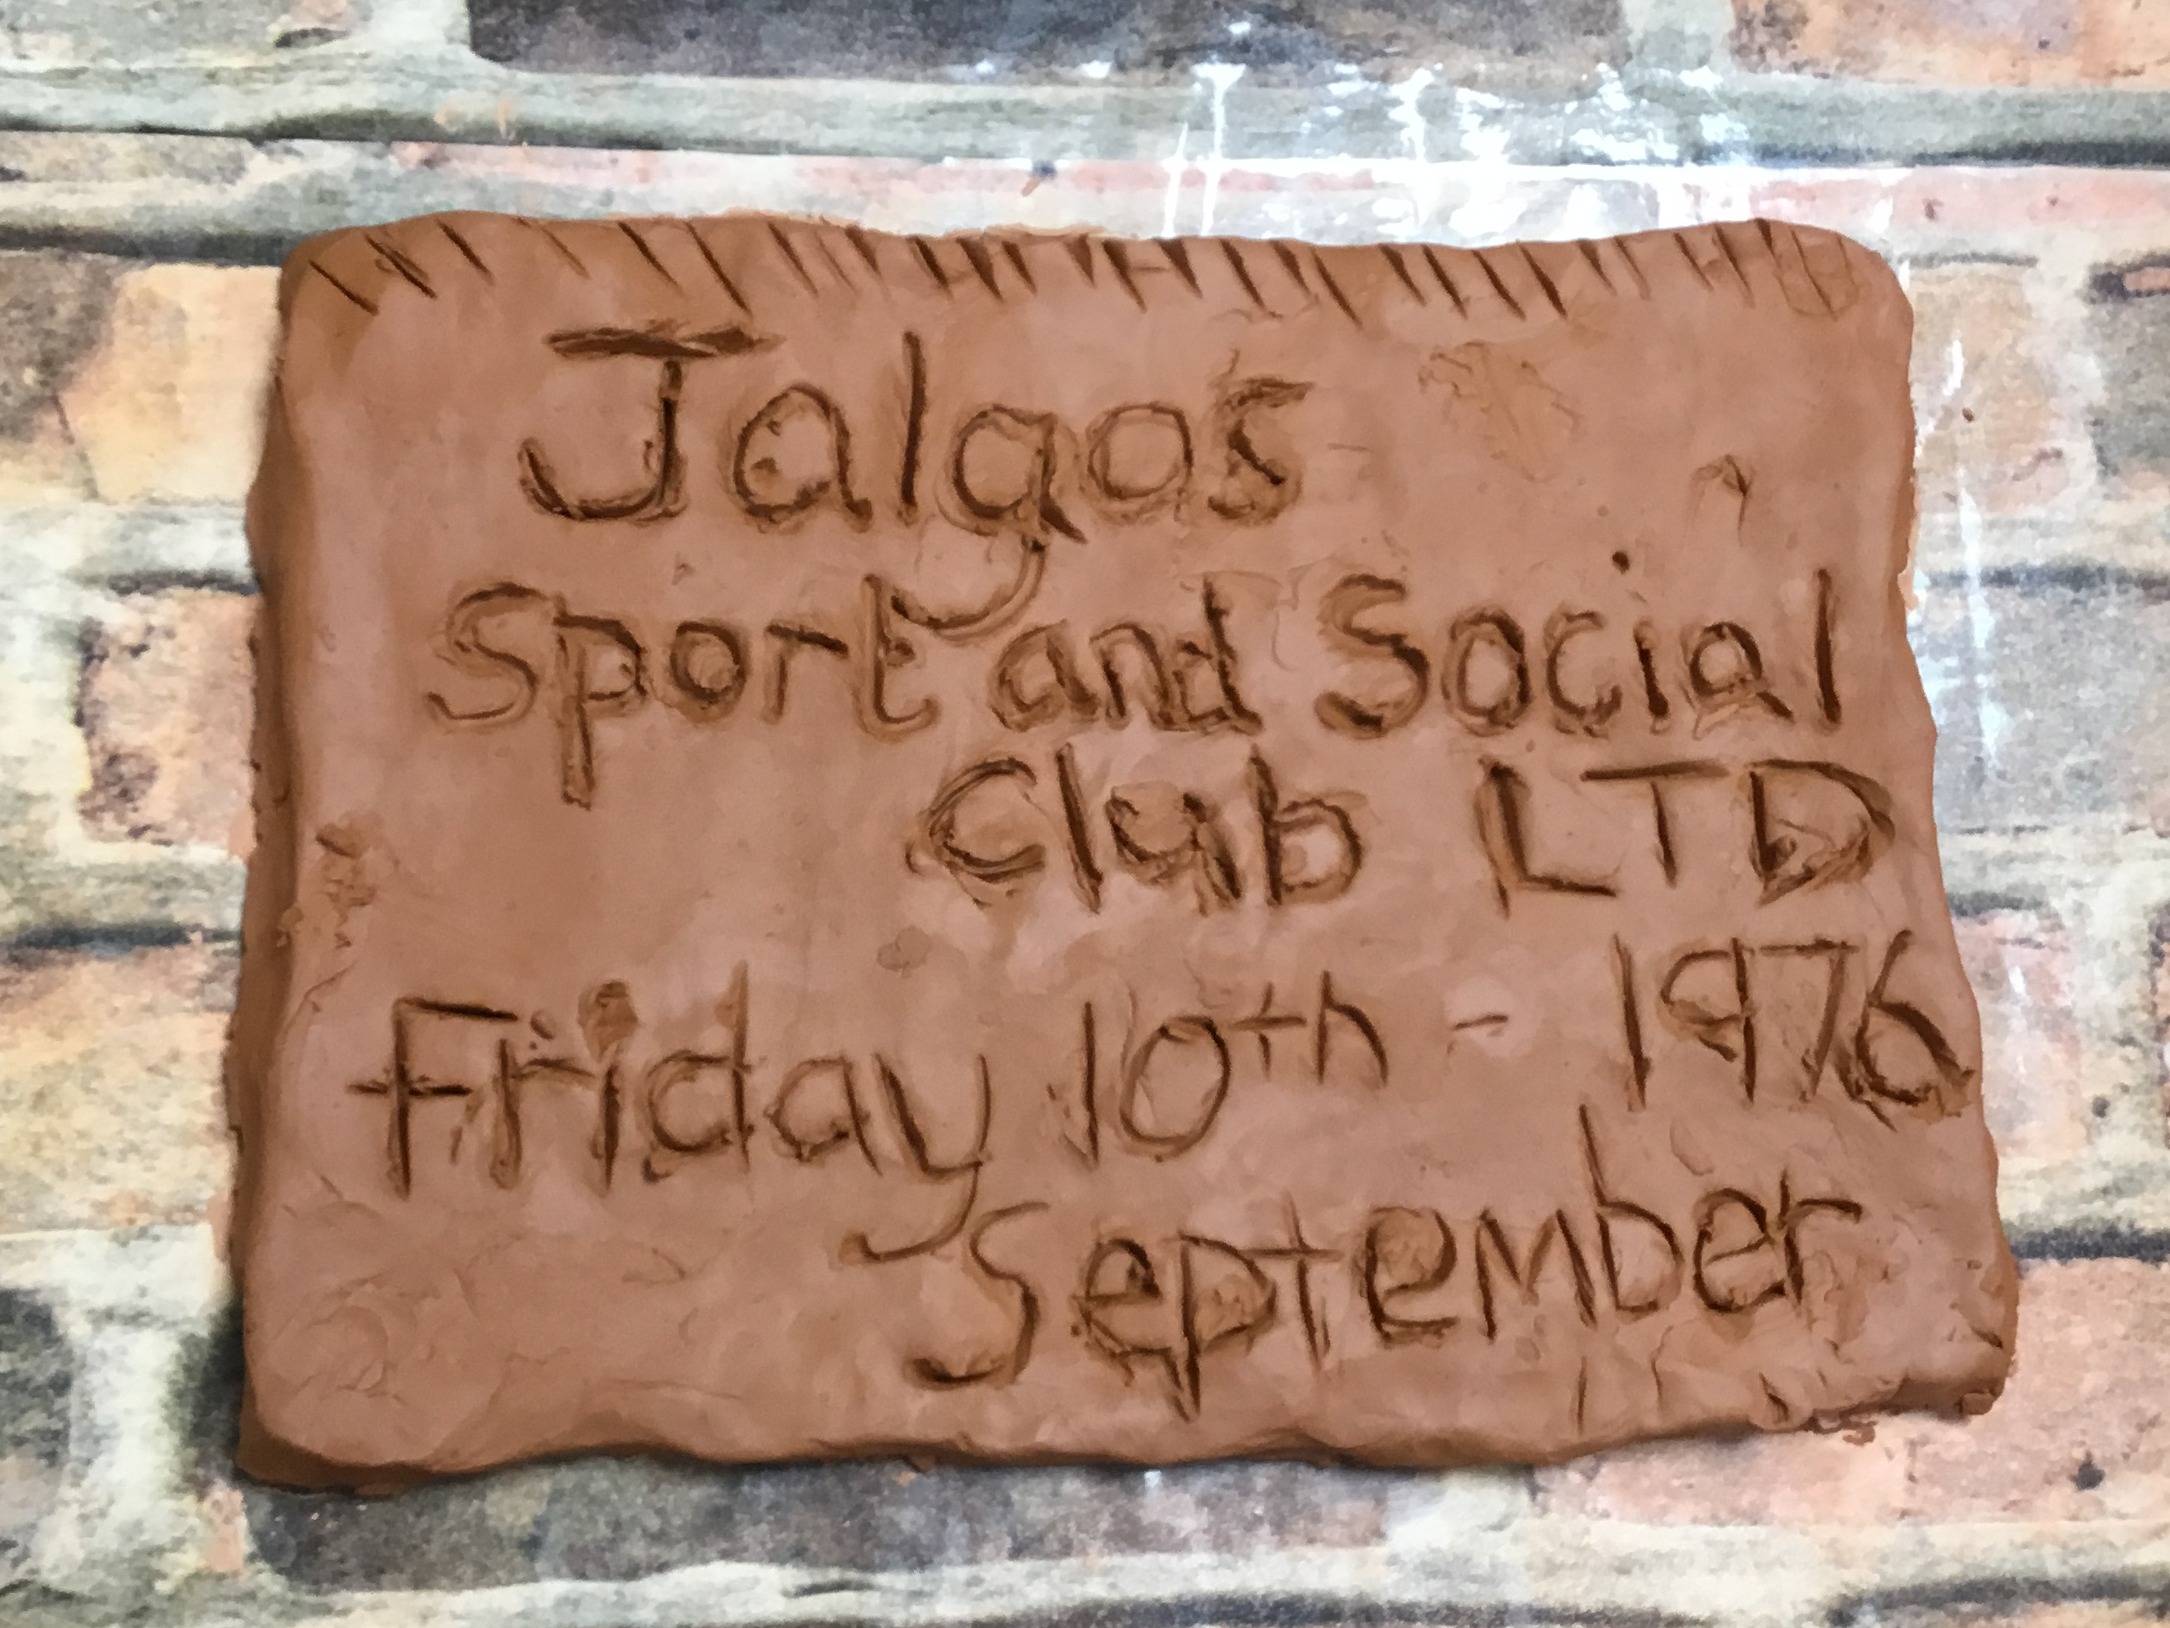 Jalgos
Sport and Social
Club LTD
Friday 10th - 1976
September